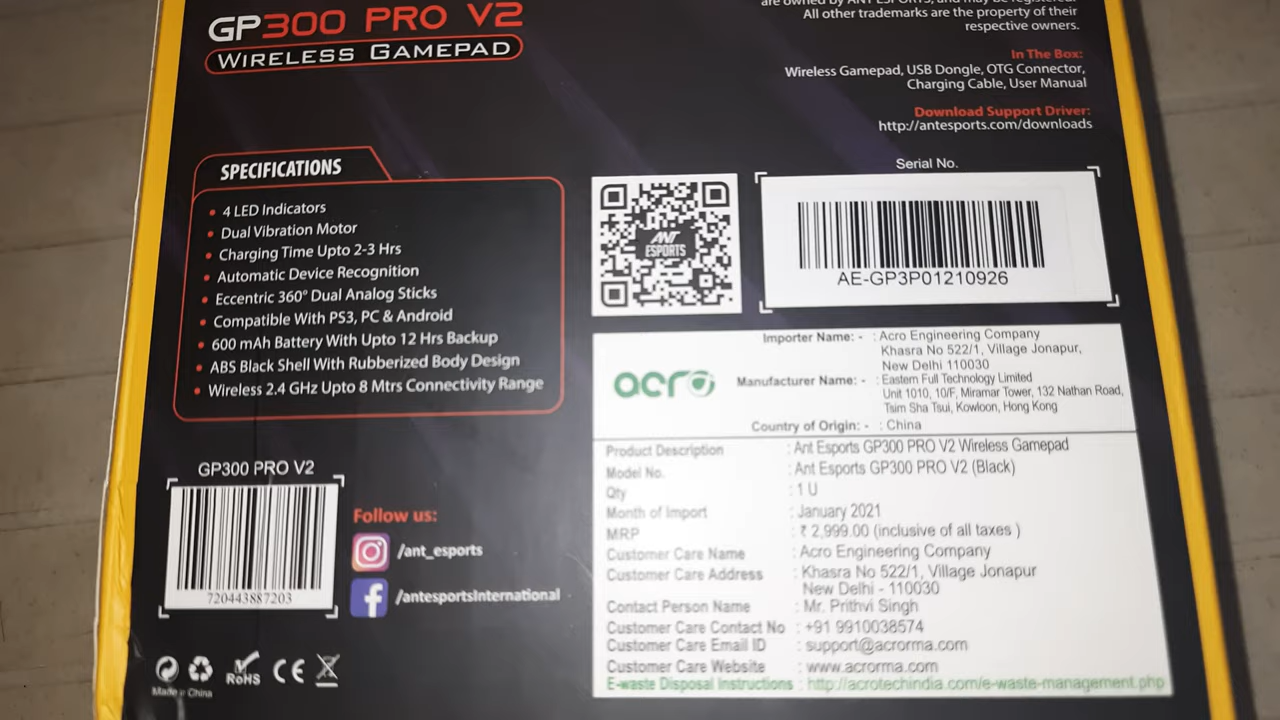 GP300 PRO V2
WIRELESS GAMEPAD
are owned by ANT ESPORTS, and may be registered.
All other trademarks are the property of their
respective owners.
In The Box:
Wireless Gamepad, USB Dongle, OTG Connector,
Charging Cable, User Manual
Download Support Driver:
http://antesports.com/downloads
SPECIFICATIONS
• 4 LED Indicators
• Dual Vibration Motor
• Charging Time Upto 2-3 Hrs
• Automatic Device Recognition
• Eccentric 360° Dual Analog Sticks
• Compatible With PS3, PC & Android
• 600 mAh Battery With Upto 12 Hrs Backup
• ABS Black Shell With Rubberized Body Design
• Wireless 2.4 GHz Upto 8 Mtrs Connectivity Range
ANT
ESPORTS
Serial No.
AE-GP3P01210926
acro
Importer Name: - : Acro Engineering Company
Khasra No 522/1, Village Jonapur,
New Delhi 110030
Manufacturer Name: - : Eastern Full Technology Limited
Unit 1010, 10/F, Miramar Tower, 132 Nathan Road,
Tsim Sha Tsui, Kowloon, Hong Kong
Country of Origin: - : China
Product Description : Ant Esports GP300 PRO V2 Wireless Gamepad
Model No. : Ant Esports GP300 PRO V2 (Black)
Qty : 1 U
Month of Import : January 2021
MRP : ₹ 2,999.00 (inclusive of all taxes )
Customer Care Name : Acro Engineering Company
Customer Care Address : Khasra No 522/1, Village Jonapur
New Delhi - 110030
Contact Person Name : Mr. Prithvi Singh
Customer Care Contact No : +91 9910038574
Customer Care Email ID : support@acrorma.com
Customer Care Website : www.acrorma.com
E-waste Disposal Instructions : http://acrotechindia.com/e-waste-management.php
GP300 PRO V2
720443887203
Follow us:
/ant_esports
/antesportsInternational
RoHS
CE
Made in China